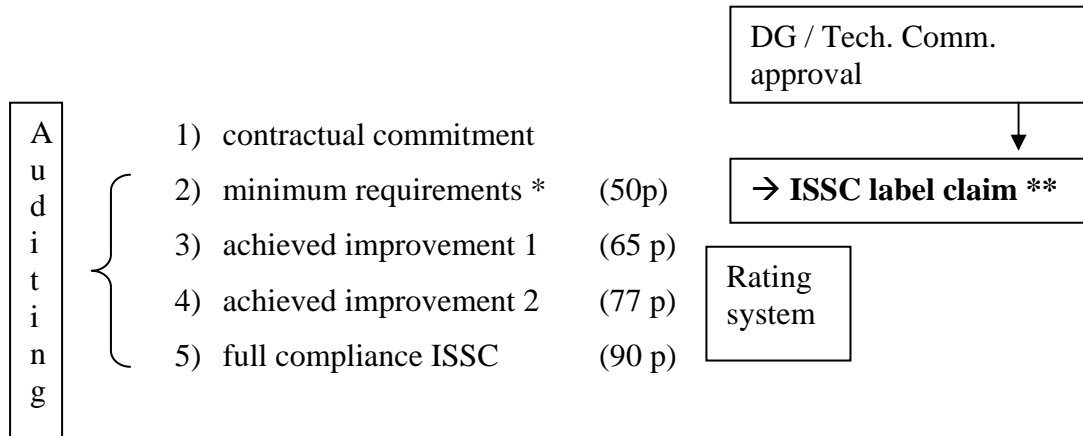 DG / Tech. Comm.
approval
Auditing
1) contractual commitment
2) minimum requirements * (50p)
→ ISSC label claim **
3) achieved improvement 1 (65 p)
4) achieved improvement 2 (77 p)
5) full compliance ISSC (90 p)
Rating
system